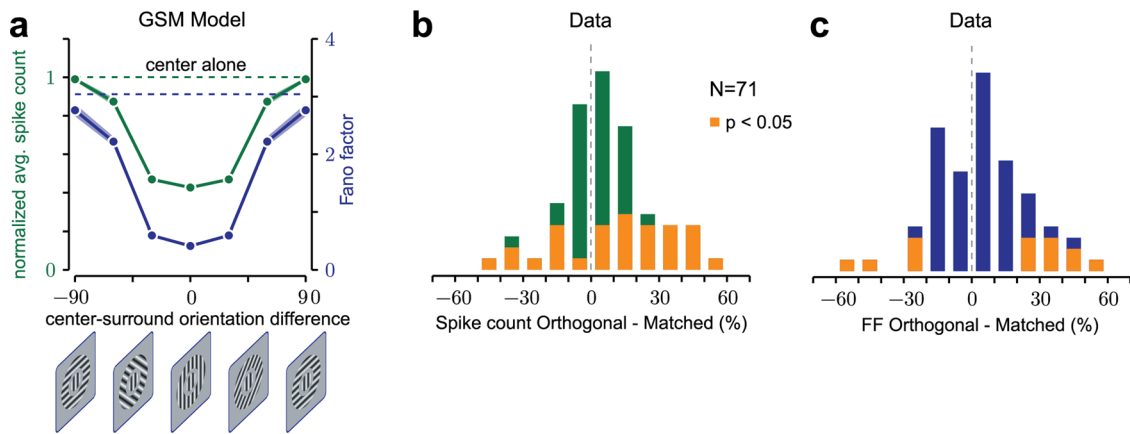 a
GSM Model
normalized avg. spike count
1
0
center alone
4
2
0
Fano factor
−90
0
90
center-surround orientation difference
b
Data
N=71
p < 0.05
−60
−30
0
30
60
Spike count Orthogonal - Matched (%)
c
Data
−60
−30
0
30
60
FF Orthogonal - Matched (%)